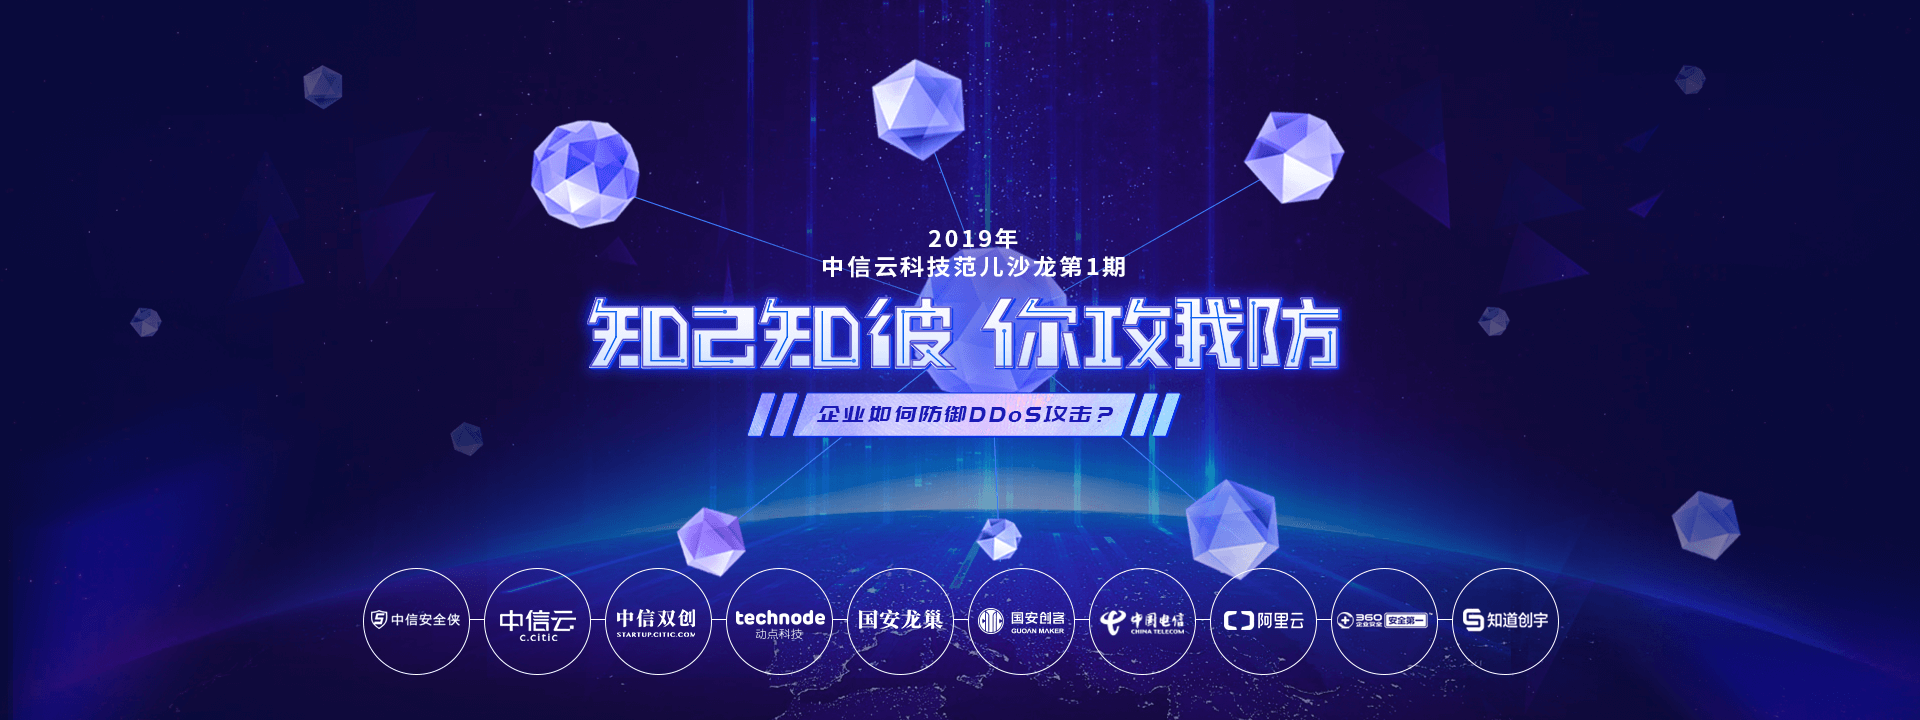 2019年
中信云科技范儿沙龙第1期
知己知彼 你攻我防
企业如何防御DDoS攻击?
中信安全侠
中信云
c.citic
中信双创
STARTUP.CITIC.COM
technode
动点科技
国安龙巢
国安创客
GUOAN MAKER
中国电信
CHINA TELECOM
阿里云
360
企业安全
安全第一
知道创宇